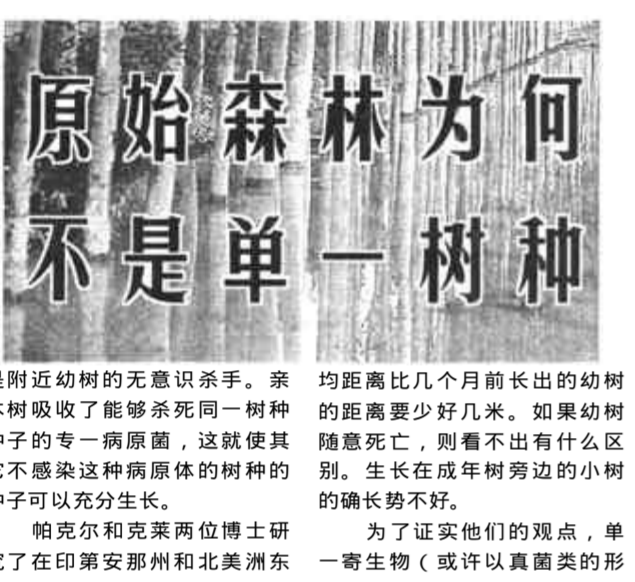 原始森林为何
不是单一树种
是附近幼树的无意识杀手。亲
本树吸收了能够杀死同一树种
种子的专一病原菌，这就使其
它不感染这种病原体的树种的
种子可以充分生长。
帕克尔和克莱两位博士研
究了在印第安那州和北美洲东
均距离比几个月前长出的幼树
的距离要少好几米。如果幼树
随意死亡，则看不出有什么区
别。生长在成年树旁边的小树
的确长势不好。
为了证实他们的观点，单
一寄生物（或许以真菌类的形